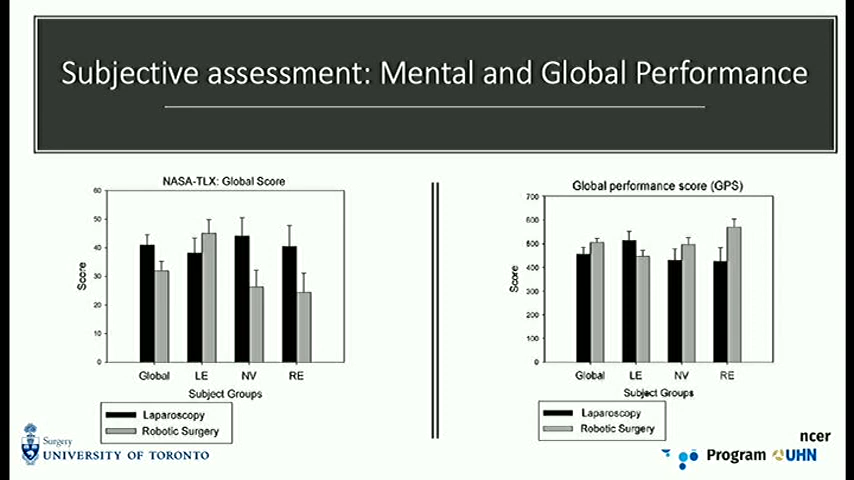 Subjective assessment: Mental and Global Performance
NASA-TLX: Global Score
60
50
40
30
20
10
0
Score
Global LE NV RE
Subject Groups
Laparoscopy
Robotic Surgery
Global performance score (GPS)
700
600
500
400
300
200
100
0
Score
Global LE NV RE
Subject Groups
Laparoscopy
Robotic Surgery
Surgery
UNIVERSITY OF TORONTO
ncer
Program UHN